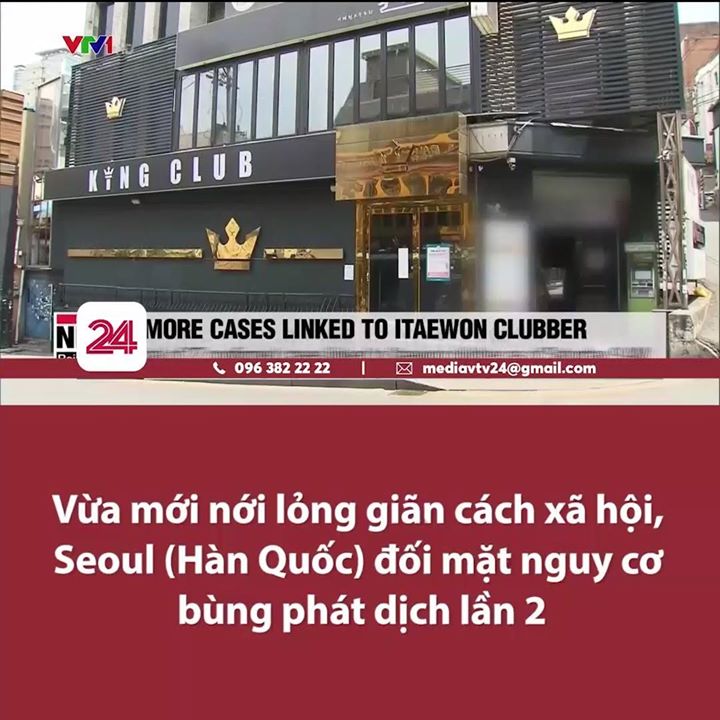 VTV1
KING CLUB
24
MORE CASES LINKED TO ITAEWON CLUBBER
096 382 22 22 | mediavtv24@gmail.com
Vừa mới nới lỏng giãn cách xã hội,
Seoul (Hàn Quốc) đối mặt nguy cơ
bùng phát dịch lần 2